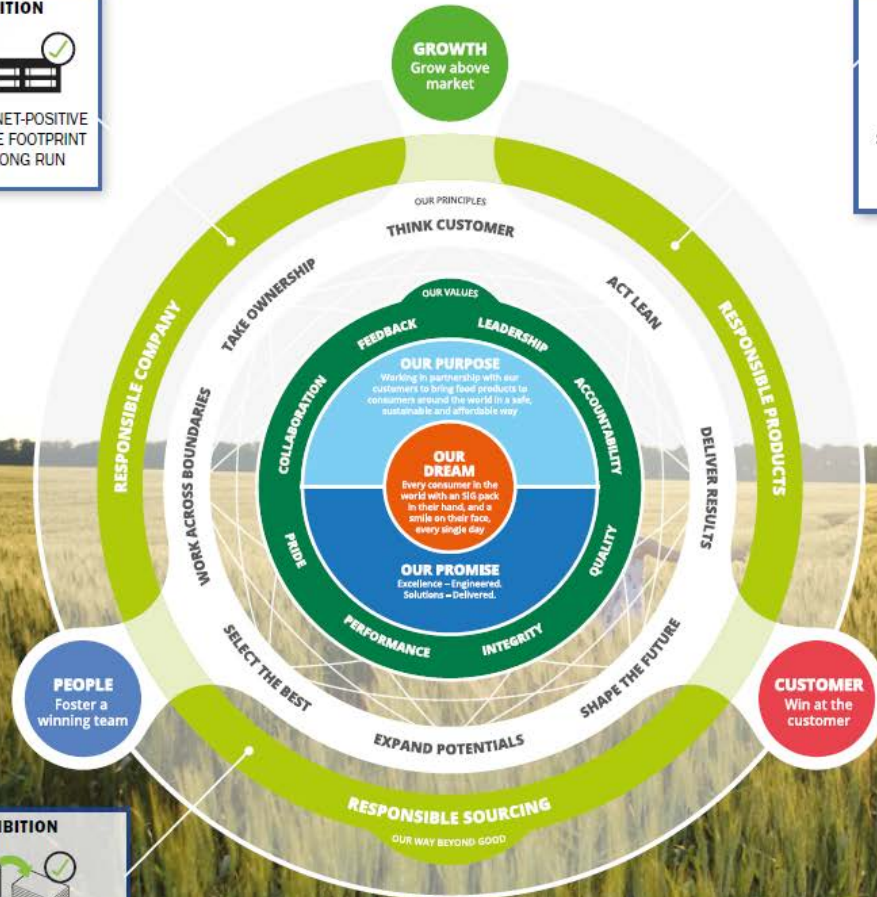 ITION
NET-POSITIVE
E FOOTPRINT
ONG RUN
GROWTH
Grow above
market
OUR PRINCIPLES
THINK CUSTOMER
ACT LEAN
DELIVER RESULTS
SHAPE THE FUTURE
EXPAND POTENTIALS
SELECT THE BEST
WORK ACROSS BOUNDARIES
TAKE OWNERSHIP
RESPONSIBLE COMPANY
RESPONSIBLE PRODUCTS
OUR VALUES
LEADERSHIP
ACCOUNTABILITY
QUALITY
INTEGRITY
PERFORMANCE
PRIDE
COLLABORATION
FEEDBACK
OUR PURPOSE
Working in partnership with our
customers to bring food products to
consumers around the world in a safe,
sustainable and affordable way
OUR
DREAM
Every consumer in the
world with an SIG pack
in their hand, and a
smile on their face,
every single day
OUR PROMISE
Excellence – Engineered.
Solutions – Delivered.
PEOPLE
Foster a
winning team
CUSTOMER
Win at the
customer
RESPONSIBLE SOURCING
OUR WAY BEYOND GOOD
IBITION